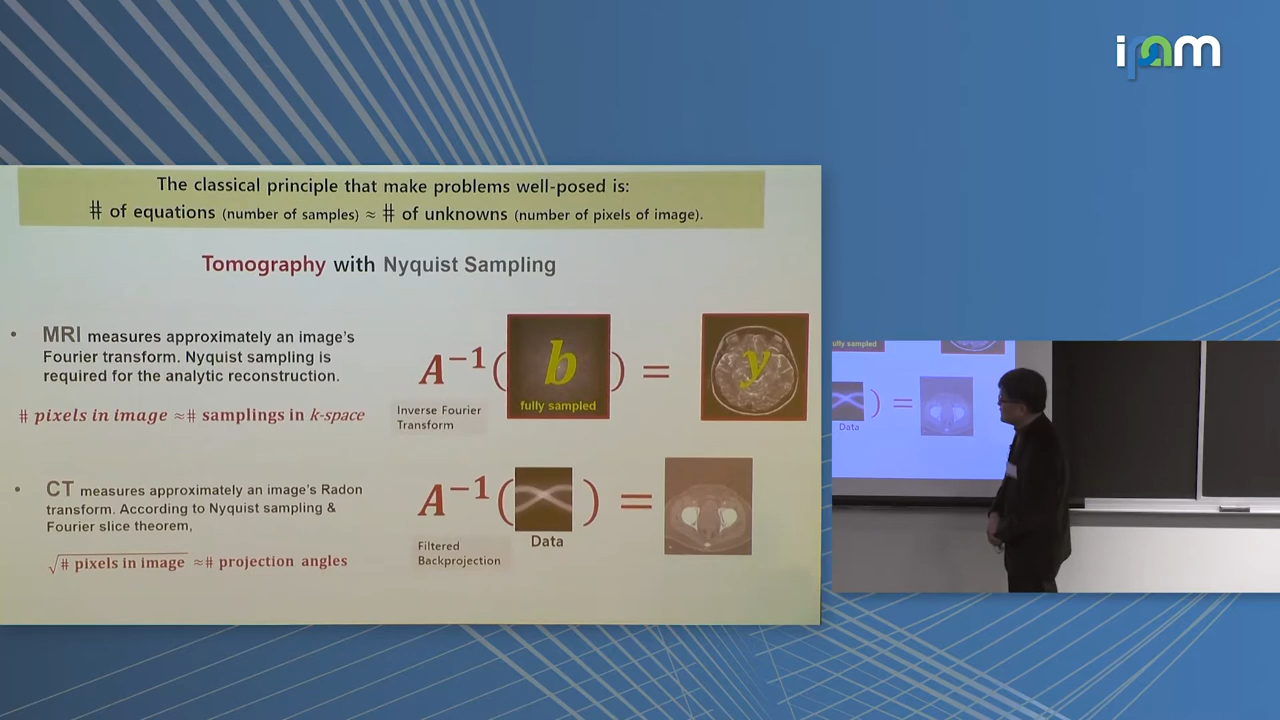 ipam
The classical principle that make problems well-posed is:
# of equations (number of samples) ≈ # of unknowns (number of pixels of image).
Tomography with Nyquist Sampling
• MRI measures approximately an image's
Fourier transform. Nyquist sampling is
required for the analytic reconstruction.
# pixels in image ≈# samplings in k-space
A⁻¹( b ) = y
fully sampled
Inverse Fourier
Transform
• CT measures approximately an image's Radon
transform. According to Nyquist sampling &
Fourier slice theorem,
√# pixels in image ≈# projection angles
A⁻¹( ) =
Data
Filtered
Backprojection
fully sampled
) =
Data